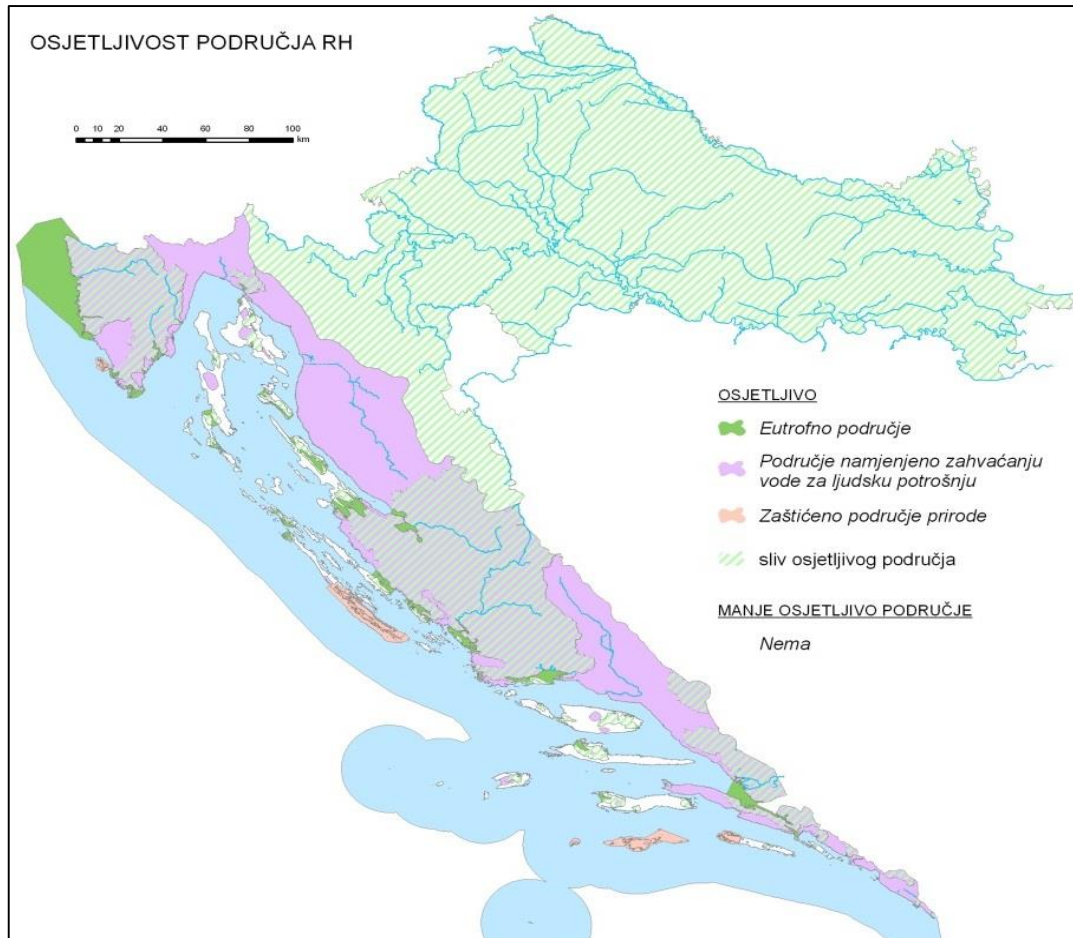 OSJETLJIVOST PODRUČJA RH
0 10 20 40 60 80 100
km
OSJETLJIVO
Eutrofno područje
Područje namjenjeno zahvaćanju
vode za ljudsku potrošnju
Zaštićeno područje prirode
sliv osjetljivog područja
MANJE OSJETLJIVO PODRUČJE
Nema